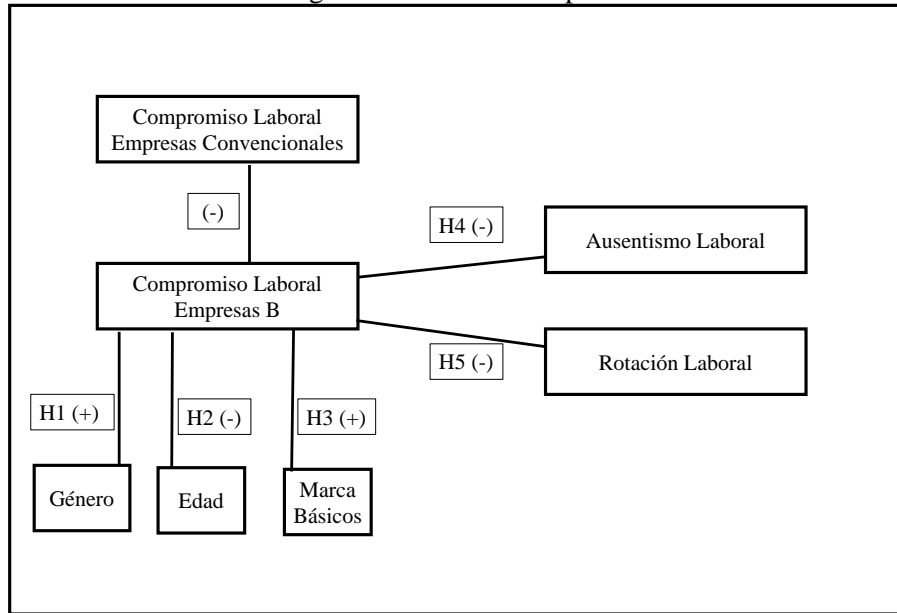 Compromiso Laboral
Empresas Convencionales
(-)
H4 (-)
Ausentismo Laboral
Compromiso Laboral
Empresas B
H5 (-)
Rotación Laboral
H1 (+)
H2 (-)
H3 (+)
Género
Edad
Marca
Básicos